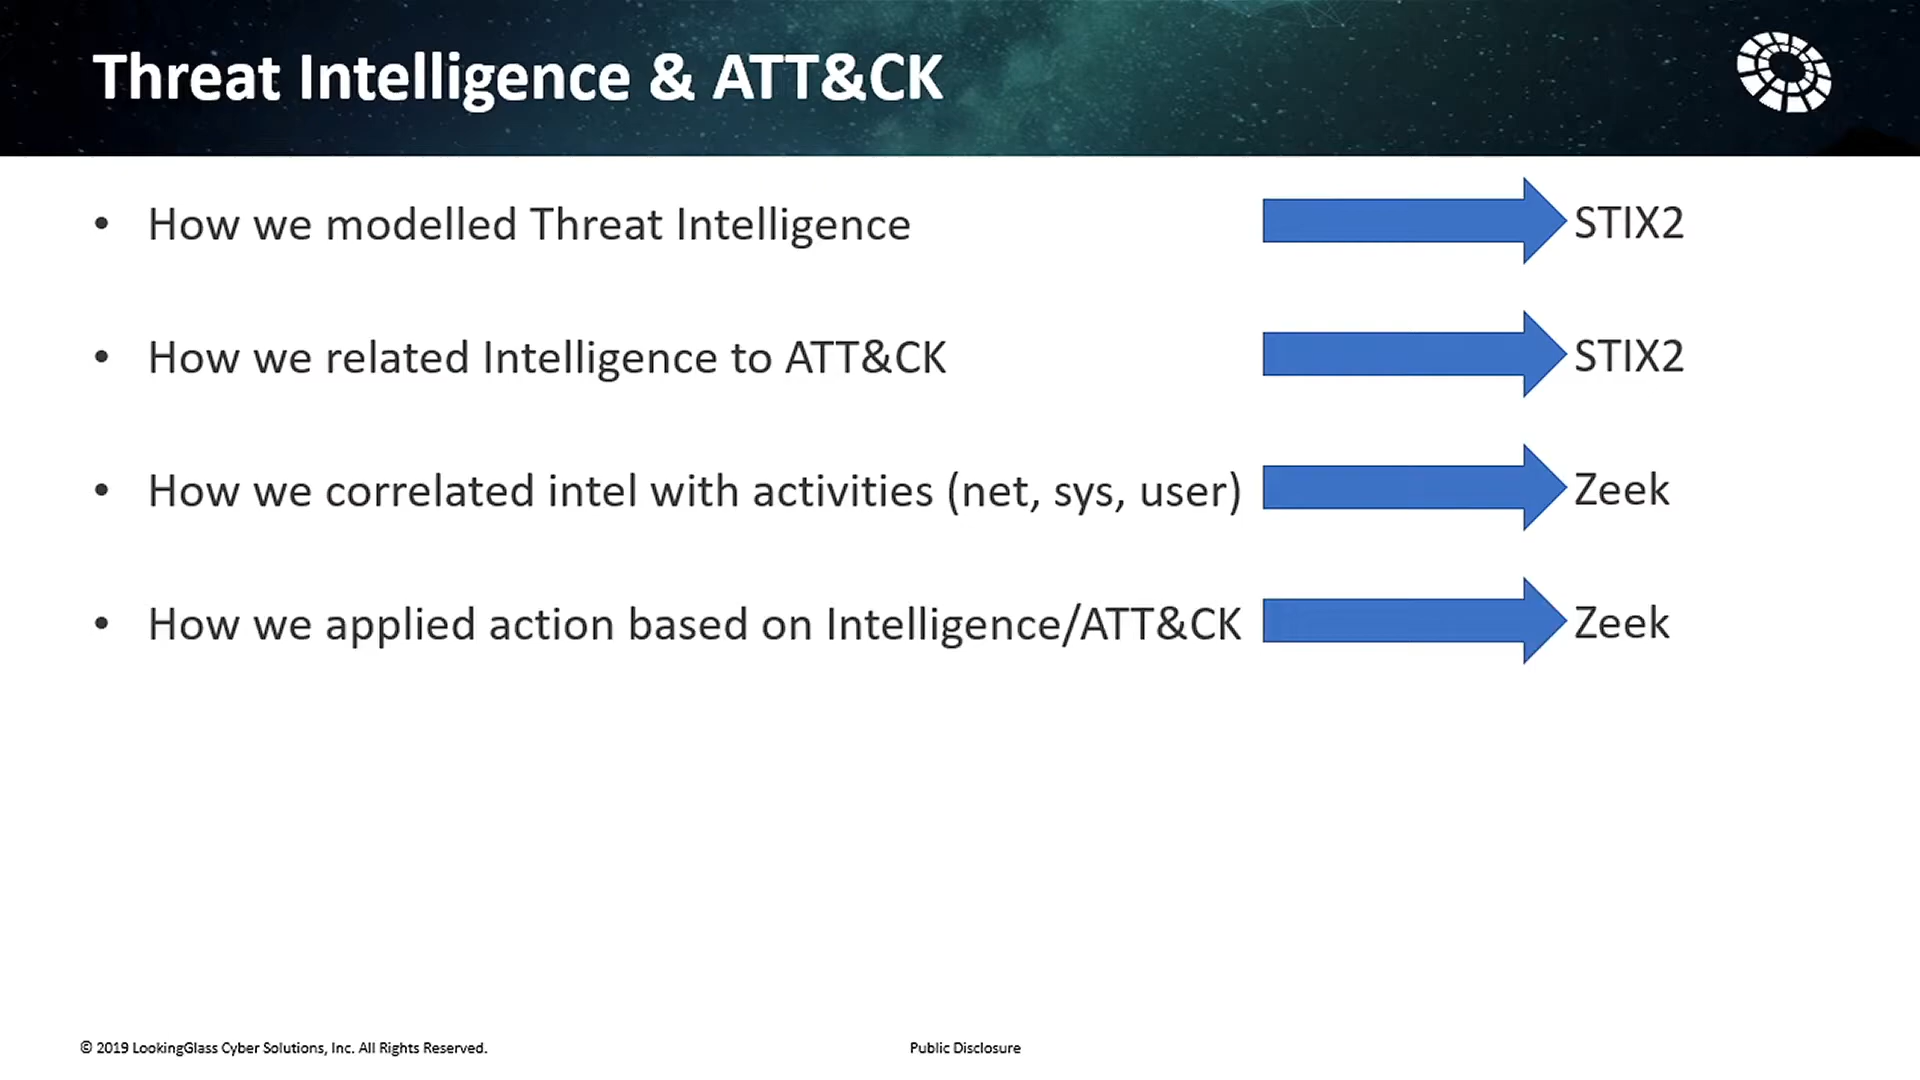 Threat Intelligence & ATT&CK
• How we modelled Threat Intelligence STIX2
• How we related Intelligence to ATT&CK STIX2
• How we correlated intel with activities (net, sys, user) Zeek
• How we applied action based on Intelligence/ATT&CK Zeek
© 2019 LookingGlass Cyber Solutions, Inc. All Rights Reserved. Public Disclosure